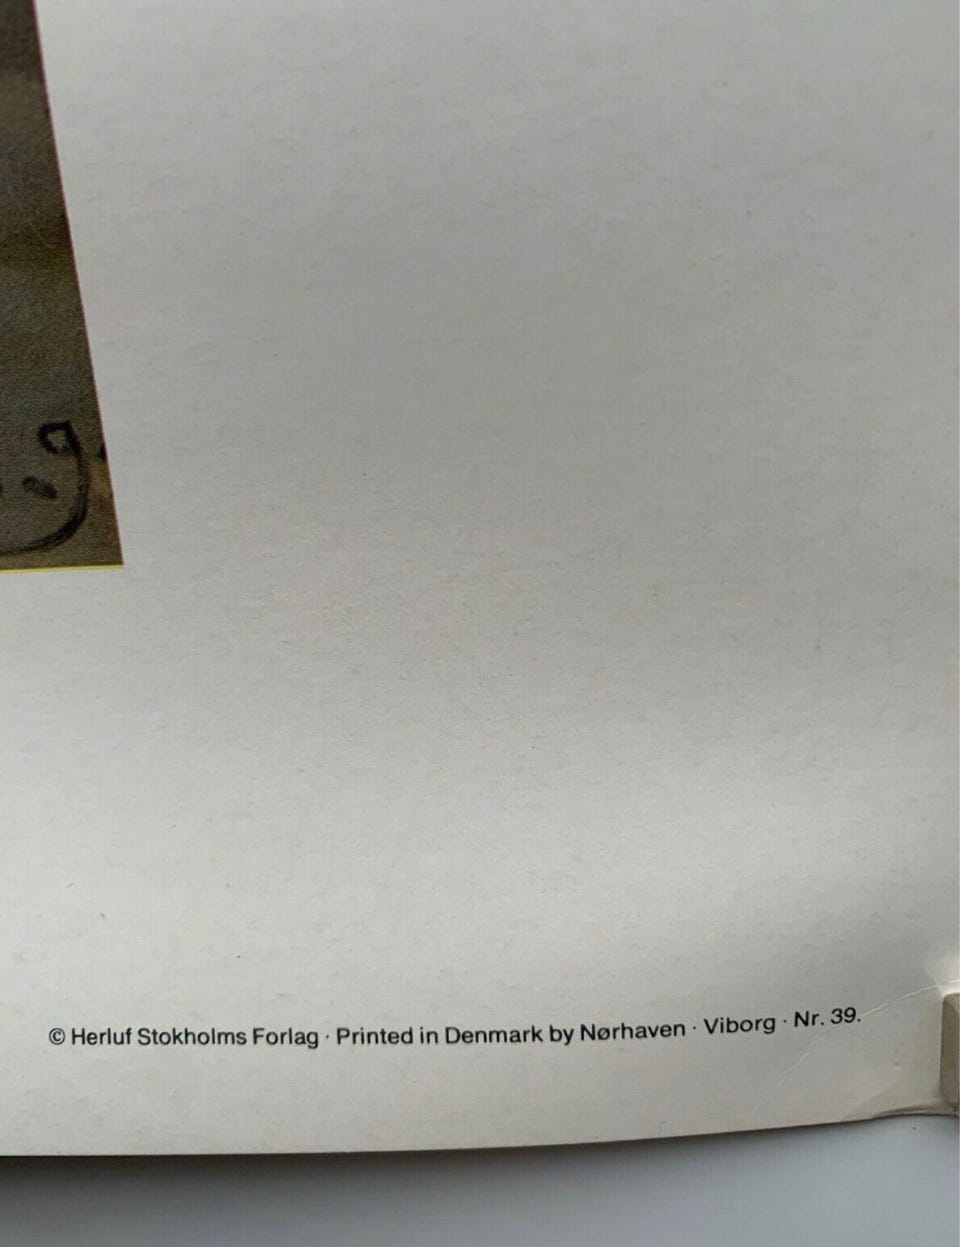 © Herluf Stokholms Forlag · Printed in Denmark by Nørhaven · Viborg · Nr. 39.